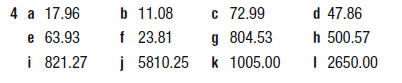 4 a 17.96 b 11.08 c 72.99 d 47.86
e 63.93 f 23.81 g 804.53 h 500.57
i 821.27 j 5810.25 k 1005.00 l 2650.00